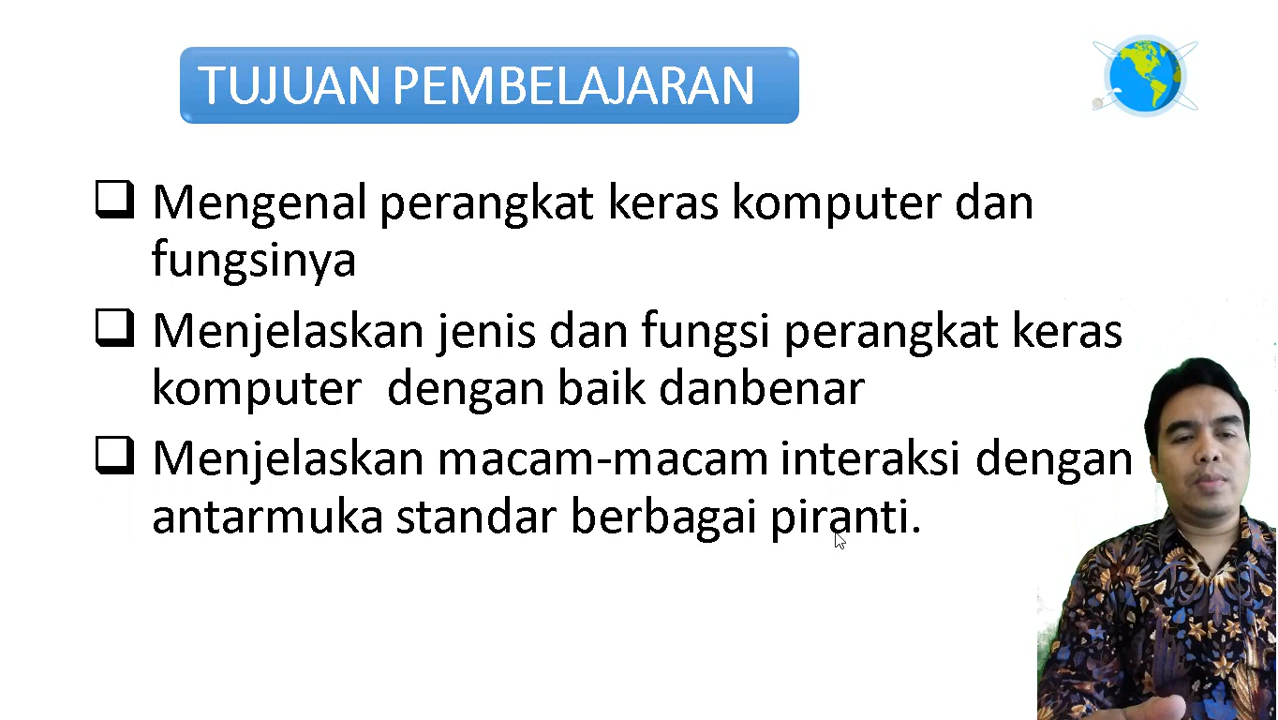 TUJUAN PEMBELAJARAN
Mengenal perangkat keras komputer dan
fungsinya
Menjelaskan jenis dan fungsi perangkat keras
komputer dengan baik danbenar
Menjelaskan macam-macam interaksi dengan
antarmuka standar berbagai piranti.